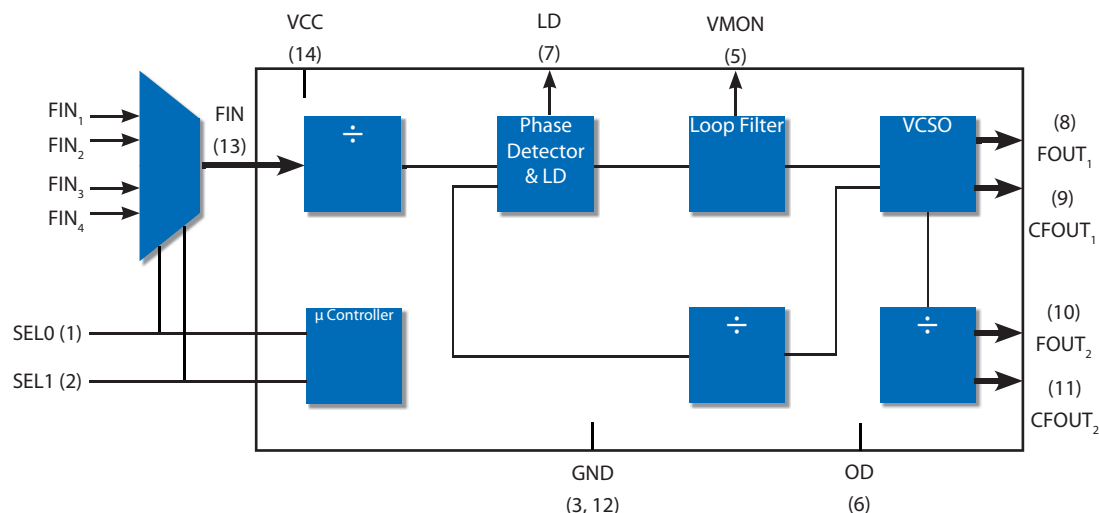 VCC
(14)
LD
(7)
VMON
(5)
FIN₁
FIN₂
FIN₃
FIN₄
FIN
(13)
÷
Phase
Detector
& LD
Loop Filter
VCSO
(8)
FOUT₁
(9)
CFOUT₁
SEL0 (1)
SEL1 (2)
µ Controller
÷
÷
(10)
FOUT₂
(11)
CFOUT₂
GND
(3, 12)
OD
(6)